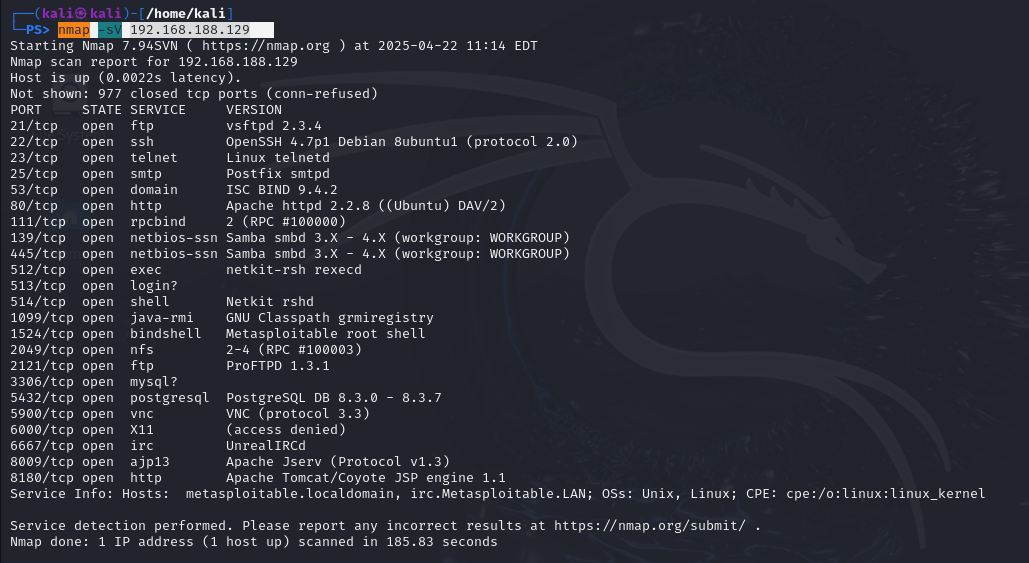 ┌──(kali㉿kali)-[/home/kali]
└─PS> nmap -sV 192.168.188.129
Starting Nmap 7.94SVN ( https://nmap.org ) at 2025-04-22 11:14 EDT
Nmap scan report for 192.168.188.129
Host is up (0.0022s latency).
Not shown: 977 closed tcp ports (conn-refused)
PORT     STATE SERVICE     VERSION
21/tcp   open  ftp         vsftpd 2.3.4
22/tcp   open  ssh         OpenSSH 4.7p1 Debian 8ubuntu1 (protocol 2.0)
23/tcp   open  telnet      Linux telnetd
25/tcp   open  smtp        Postfix smtpd
53/tcp   open  domain      ISC BIND 9.4.2
80/tcp   open  http        Apache httpd 2.2.8 ((Ubuntu) DAV/2)
111/tcp  open  rpcbind     2 (RPC #100000)
139/tcp  open  netbios-ssn Samba smbd 3.X - 4.X (workgroup: WORKGROUP)
445/tcp  open  netbios-ssn Samba smbd 3.X - 4.X (workgroup: WORKGROUP)
512/tcp  open  exec        netkit-rsh rexecd
513/tcp  open  login?
514/tcp  open  shell       Netkit rshd
1099/tcp open  java-rmi    GNU Classpath grmiregistry
1524/tcp open  bindshell   Metasploitable root shell
2049/tcp open  nfs         2-4 (RPC #100003)
2121/tcp open  ftp         ProFTPD 1.3.1
3306/tcp open  mysql?
5432/tcp open  postgresql  PostgreSQL DB 8.3.0 - 8.3.7
5900/tcp open  vnc         VNC (protocol 3.3)
6000/tcp open  X11         (access denied)
6667/tcp open  irc         UnrealIRCd
8009/tcp open  ajp13       Apache Jserv (Protocol v1.3)
8180/tcp open  http        Apache Tomcat/Coyote JSP engine 1.1
Service Info: Hosts:  metasploitable.localdomain, irc.Metasploitable.LAN; OSs: Unix, Linux; CPE: cpe:/o:linux:linux_kernel
Service detection performed. Please report any incorrect results at https://nmap.org/submit/ .
Nmap done: 1 IP address (1 host up) scanned in 185.83 seconds